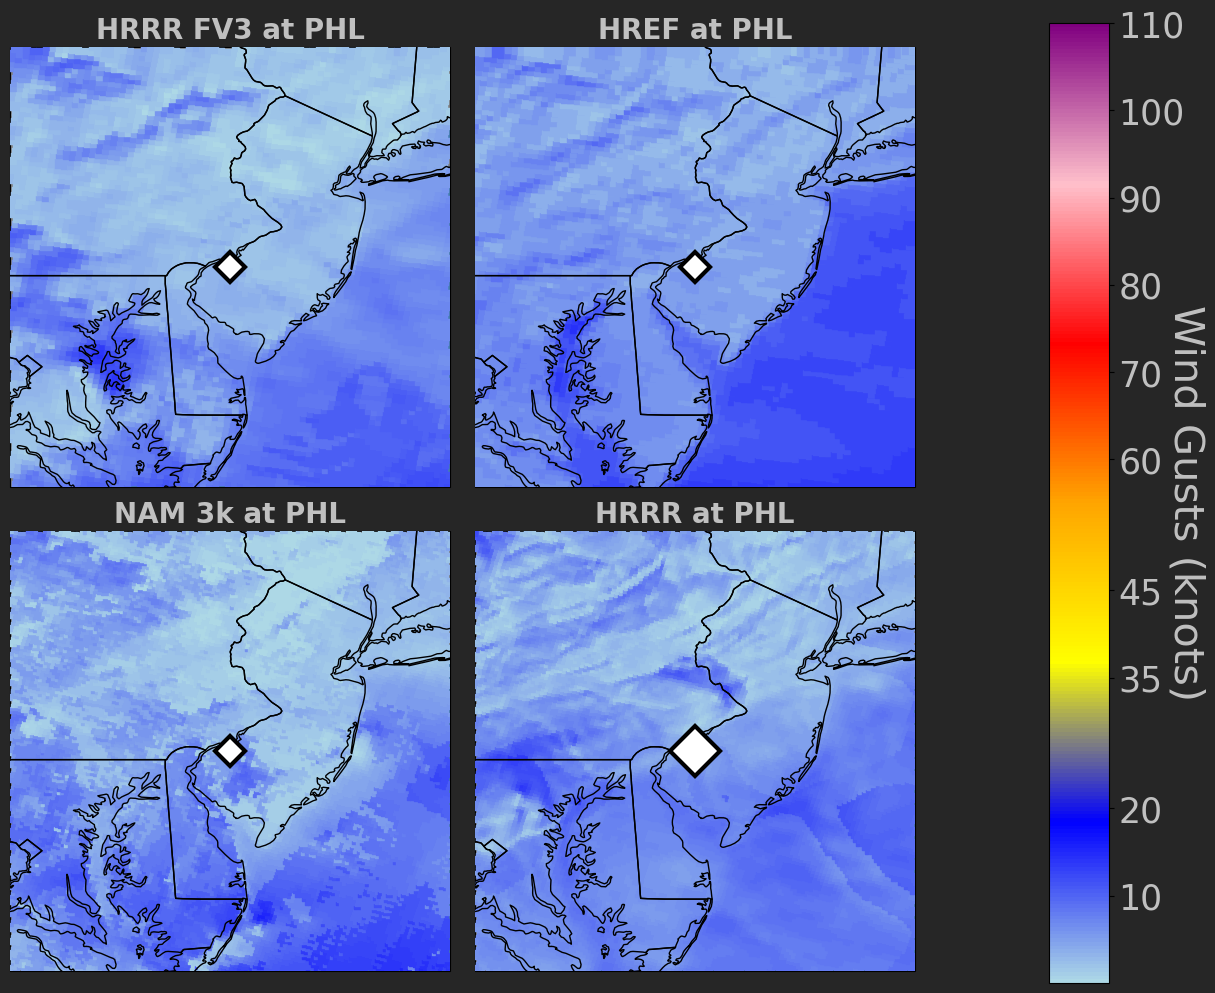 HRRR FV3 at PHL
HREF at PHL
NAM 3k at PHL
HRRR at PHL
110
100
90
80
70
60
45
35
20
10
Wind Gusts (knots)